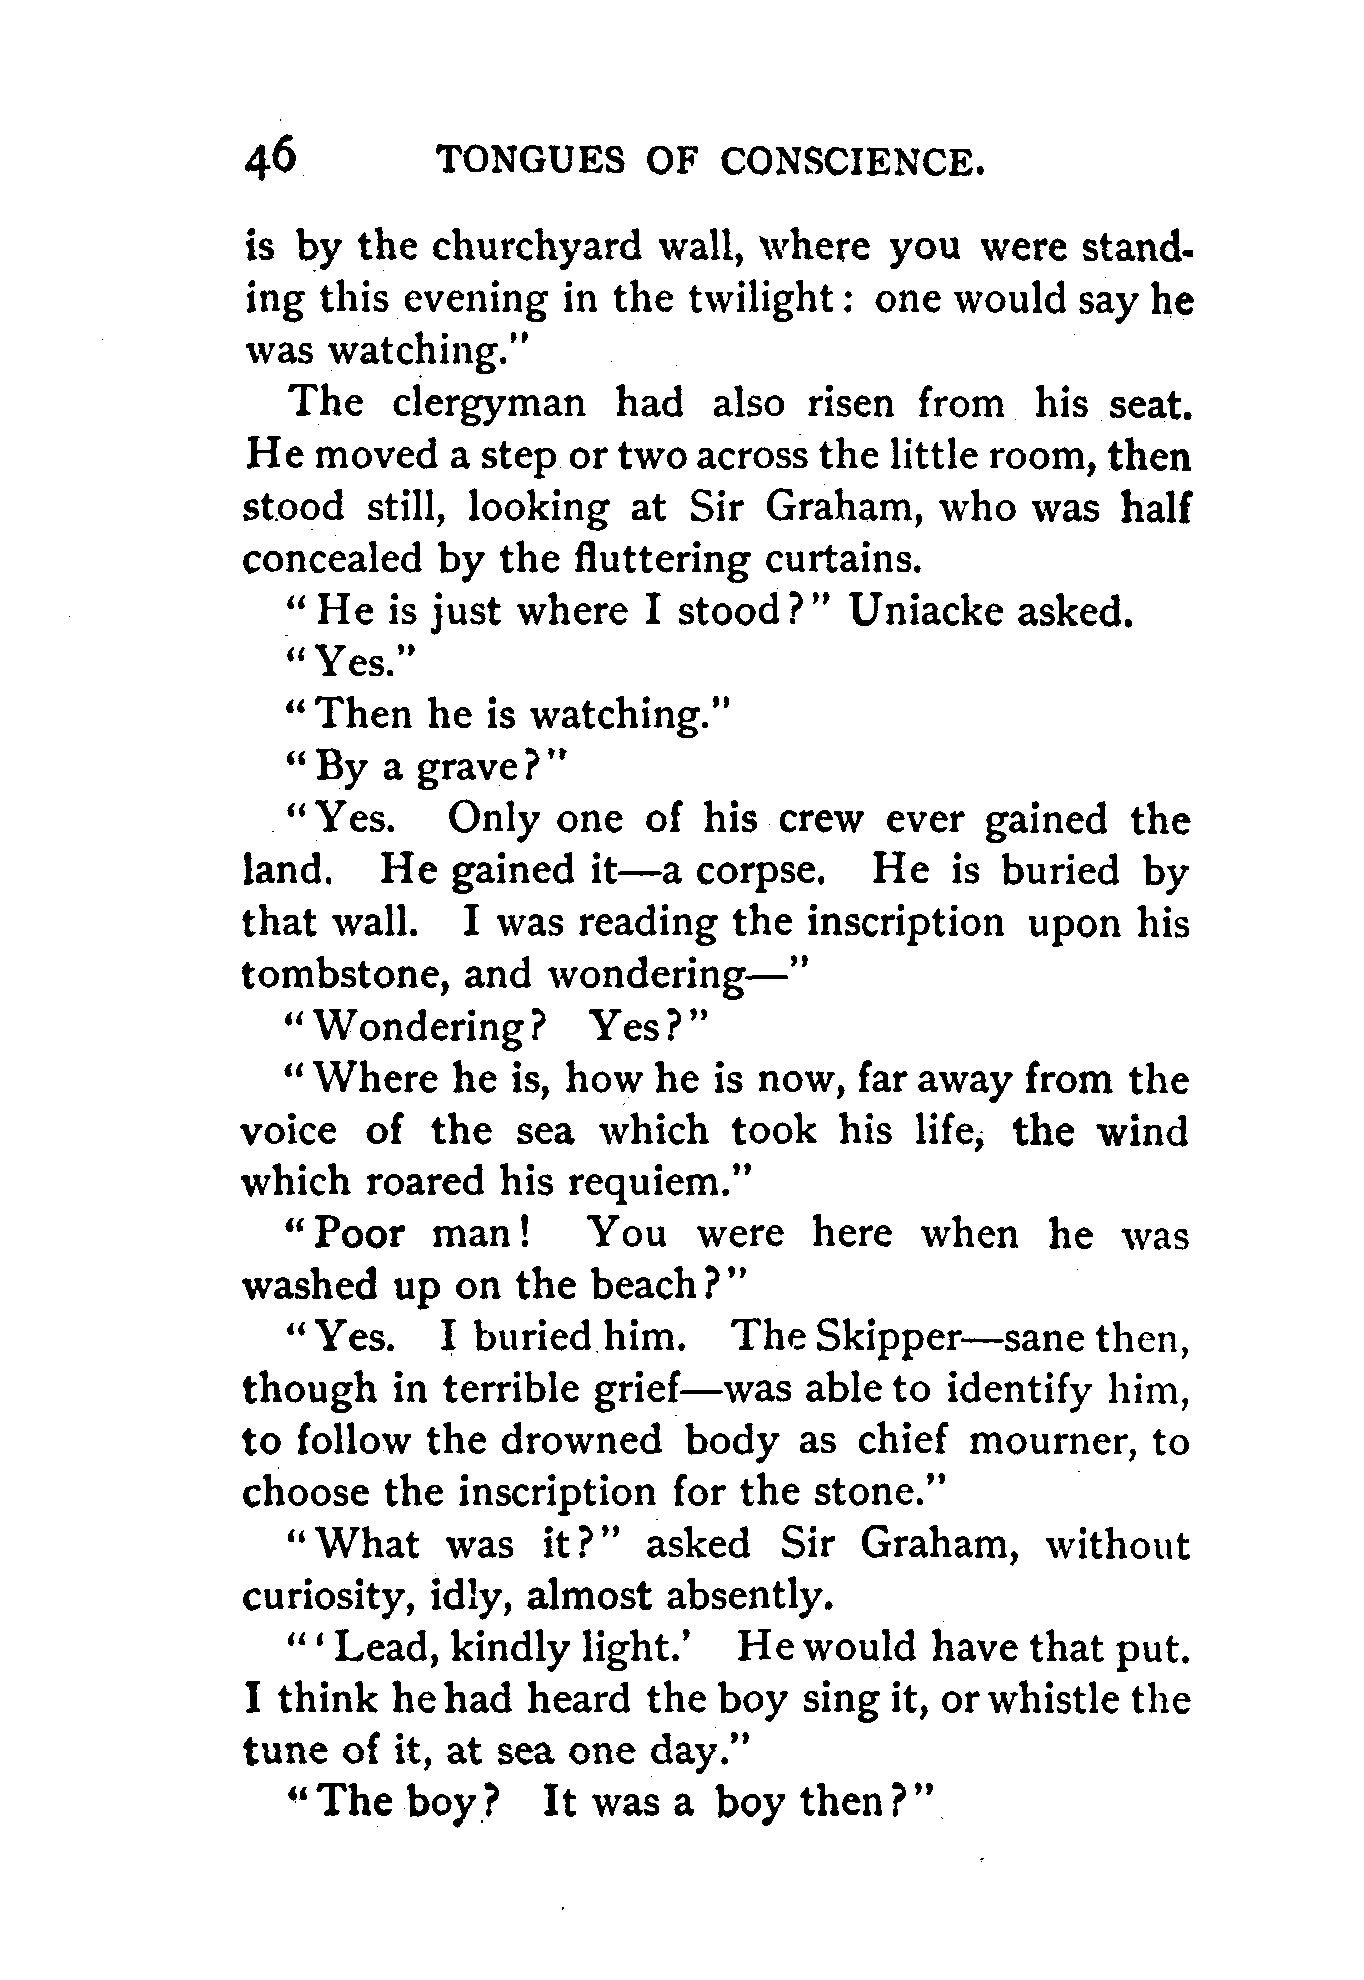 46 TONGUES OF CONSCIENCE.
is by the churchyard wall, where you were stand-
ing this evening in the twilight: one would say he
was watching."
The clergyman had also risen from his seat.
He moved a step or two across the little room, then
stood still, looking at Sir Graham, who was half
concealed by the fluttering curtains.
"He is just where I stood?" Uniacke asked.
"Yes."
"Then he is watching."
"By a grave?"
"Yes. Only one of his crew ever gained the
land. He gained it—a corpse. He is buried by
that wall. I was reading the inscription upon his
tombstone, and wondering—"
"Wondering? Yes?"
"Where he is, how he is now, far away from the
voice of the sea which took his life, the wind
which roared his requiem."
"Poor man! You were here when he was
washed up on the beach?"
"Yes. I buried him. The Skipper—sane then,
though in terrible grief—was able to identify him,
to follow the drowned body as chief mourner, to
choose the inscription for the stone."
"What was it?" asked Sir Graham, without
curiosity, idly, almost absently.
"'Lead, kindly light.' He would have that put.
I think he had heard the boy sing it, or whistle the
tune of it, at sea one day."
"The boy? It was a boy then?"